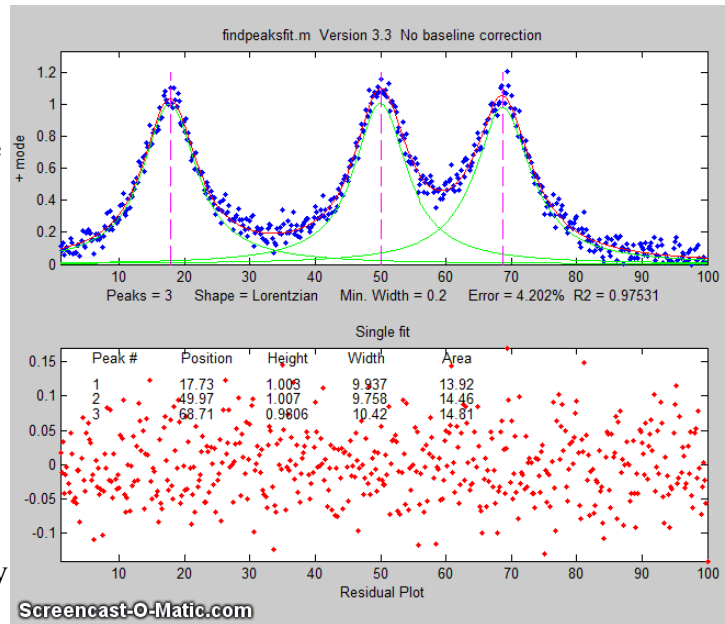 findpeaksfit.m Version 3.3 No baseline correction
+ mode
1.2
1
0.8
0.6
0.4
0.2
0
10 20 30 40 50 60 70 80 90 100
Peaks = 3 Shape = Lorentzian Min. Width = 0.2 Error = 4.202% R2 = 0.97531
Single fit
Peak # Position Height Width Area
1 17.73 1.003 9.937 13.92
2 49.97 1.007 9.758 14.46
3 68.71 0.9806 10.42 14.81
0.15
0.1
0.05
0
-0.05
-0.1
10 20 30 40 50 60 70 80 90 100
Residual Plot
y
Screencast-O-Matic.com